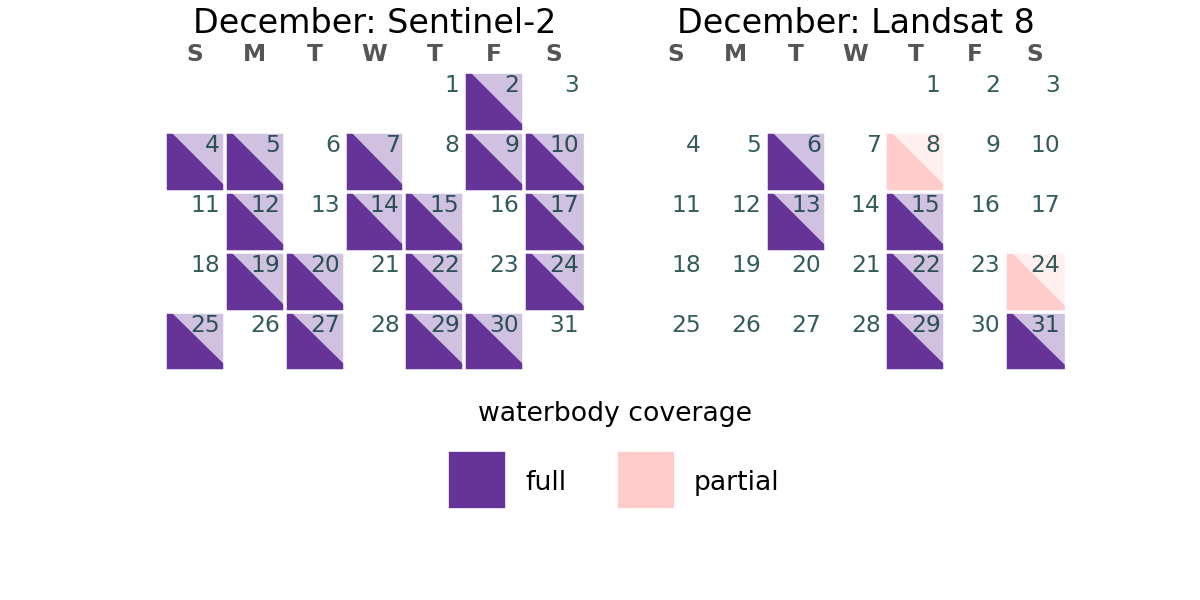 December: Sentinel-2
S M T W T F S
1 2 3
4 5 6 7 8 9 10
11 12 13 14 15 16 17
18 19 20 21 22 23 24
25 26 27 28 29 30 31
December: Landsat 8
S M T W T F S
1 2 3
4 5 6 7 8 9 10
11 12 13 14 15 16 17
18 19 20 21 22 23 24
25 26 27 28 29 30 31
waterbody coverage
full partial